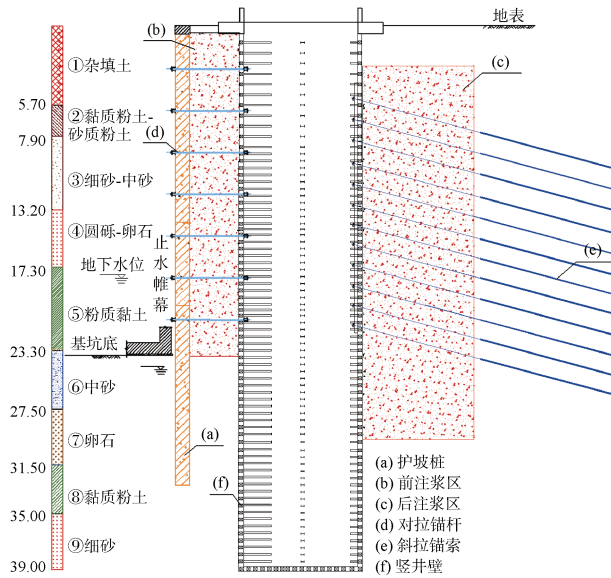 地表
(b)
(c)
①杂填土
5.70
②黏质粉土-
砂质粉土
7.90
(d)
③细砂-中砂
13.20
④圆砾-卵石
止水帷幕
地下水位
17.30
(e)
⑤粉质黏土
基坑底
23.30
⑥中砂
27.50
⑦卵石
(a)
31.50
⑧黏质粉土
(f)
35.00
⑨细砂
39.00
(a) 护坡桩
(b) 前注浆区
(c) 后注浆区
(d) 对拉锚杆
(e) 斜拉锚索
(f) 竖井壁